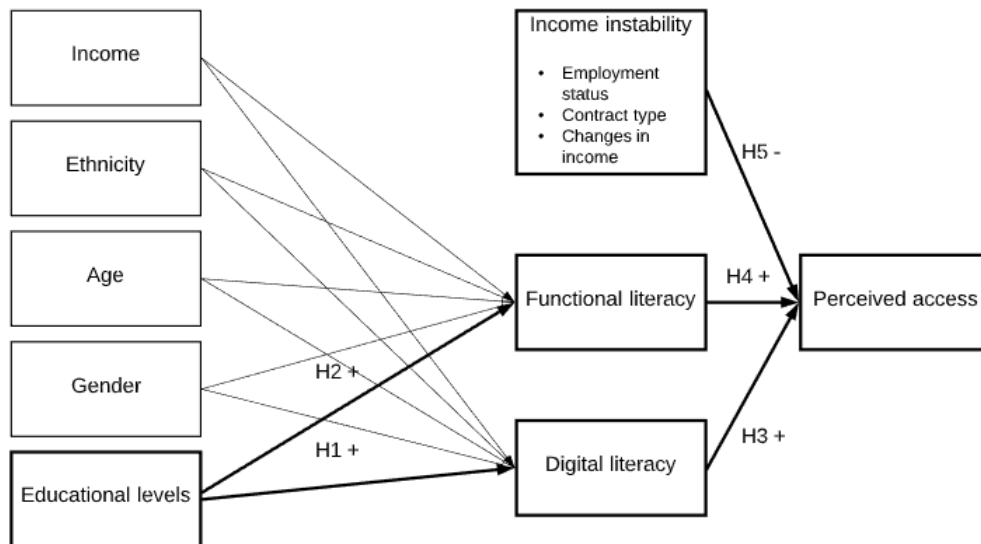 Income
Ethnicity
Age
Gender
Educational levels
H2 +
H1 +
Income instability
• Employment
status
• Contract type
• Changes in
income
Functional literacy
Digital literacy
H5 -
H4 +
H3 +
Perceived access